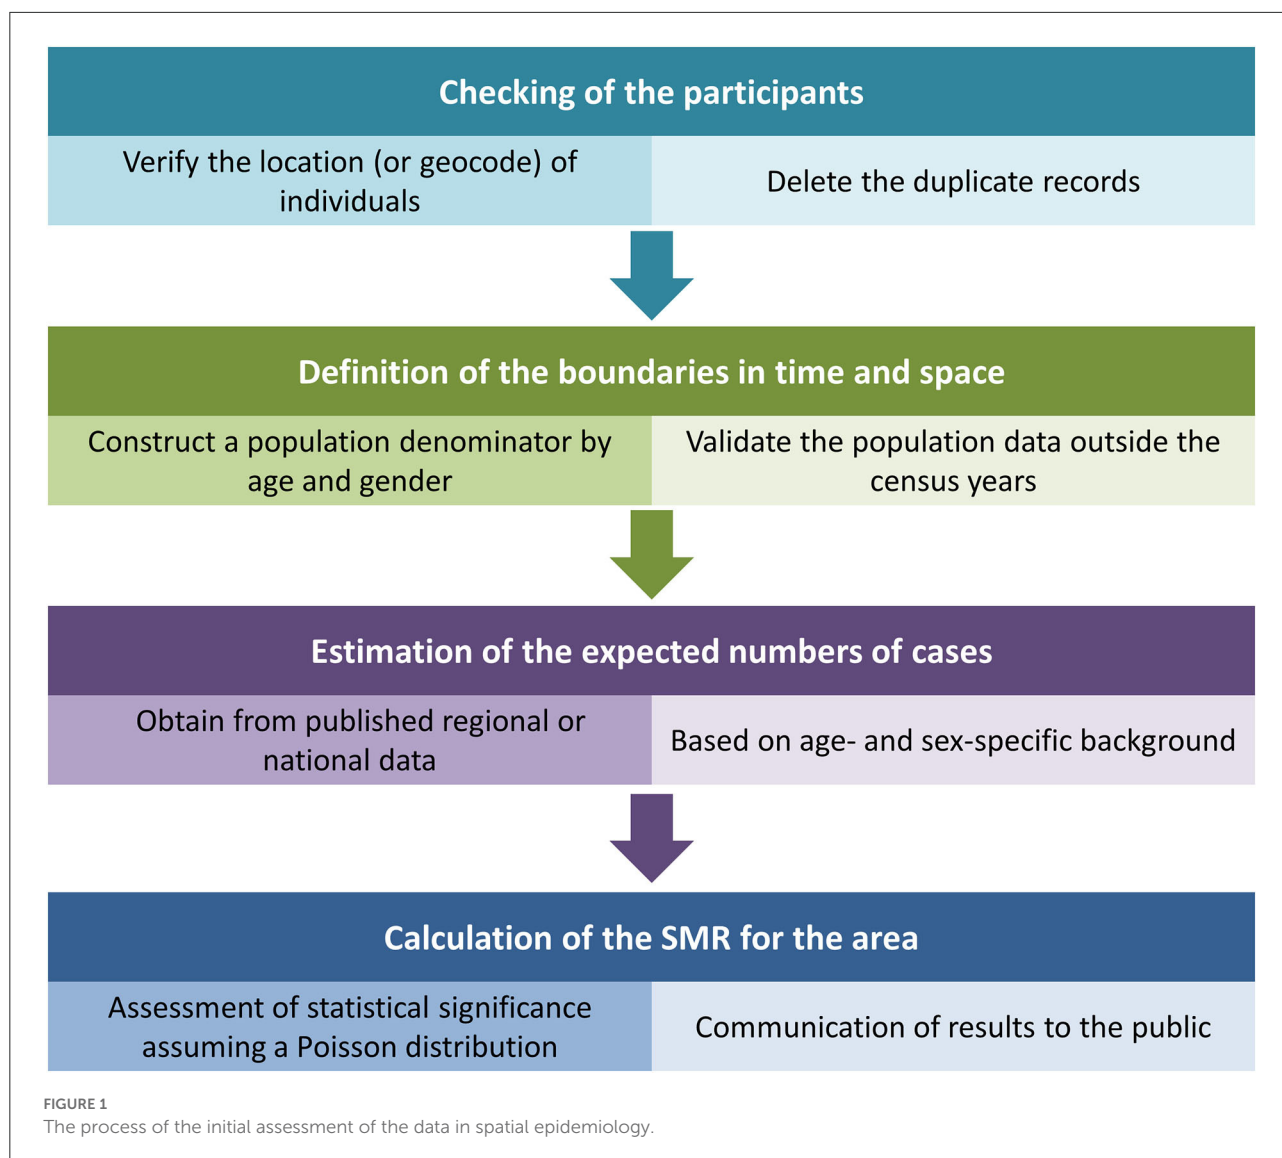 Checking of the participants
Verify the location (or geocode) of
individuals
Delete the duplicate records
Definition of the boundaries in time and space
Construct a population denominator by
age and gender
Validate the population data outside the
census years
Estimation of the expected numbers of cases
Obtain from published regional or
national data
Based on age- and sex-specific background
Calculation of the SMR for the area
Assessment of statistical significance
assuming a Poisson distribution
Communication of results to the public
FIGURE 1
The process of the initial assessment of the data in spatial epidemiology.